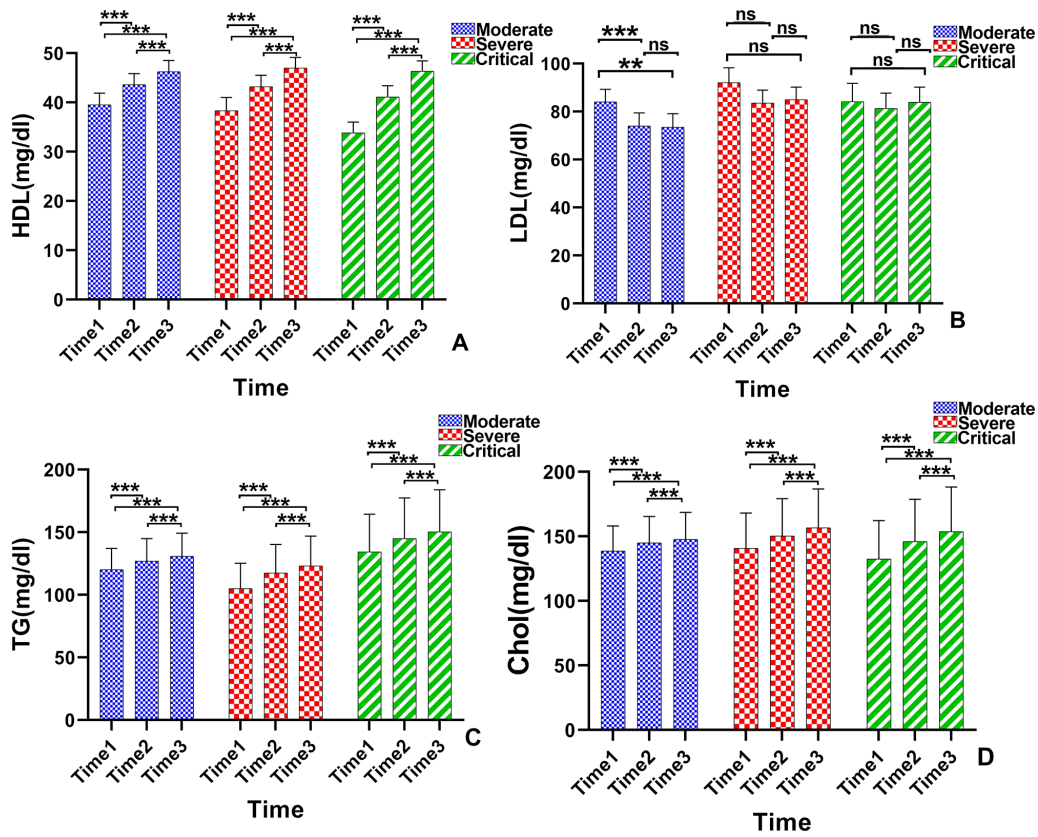 *** *** *** *** *** *** *** *** ***
Moderate
Severe
Critical
HDL(mg/dl)
50
40
30
20
10
0
Time1 Time2 Time3 Time1 Time2 Time3 Time1 Time2 Time3
Time
A
*** ns ** ns ns ns ns ns ns
Moderate
Severe
Critical
LDL(mg/dl)
100
80
60
40
20
0
Time1 Time2 Time3 Time1 Time2 Time3 Time1 Time2 Time3
Time
B
Moderate
Severe
Critical
*** *** *** *** *** *** *** *** ***
TG(mg/dl)
200
150
100
50
0
Time1 Time2 Time3 Time1 Time2 Time3 Time1 Time2 Time3
Time
C
Moderate
Severe
Critical
*** *** *** *** *** *** *** *** ***
Chol(mg/dl)
200
150
100
50
0
Time1 Time2 Time3 Time1 Time2 Time3 Time1 Time2 Time3
Time
D